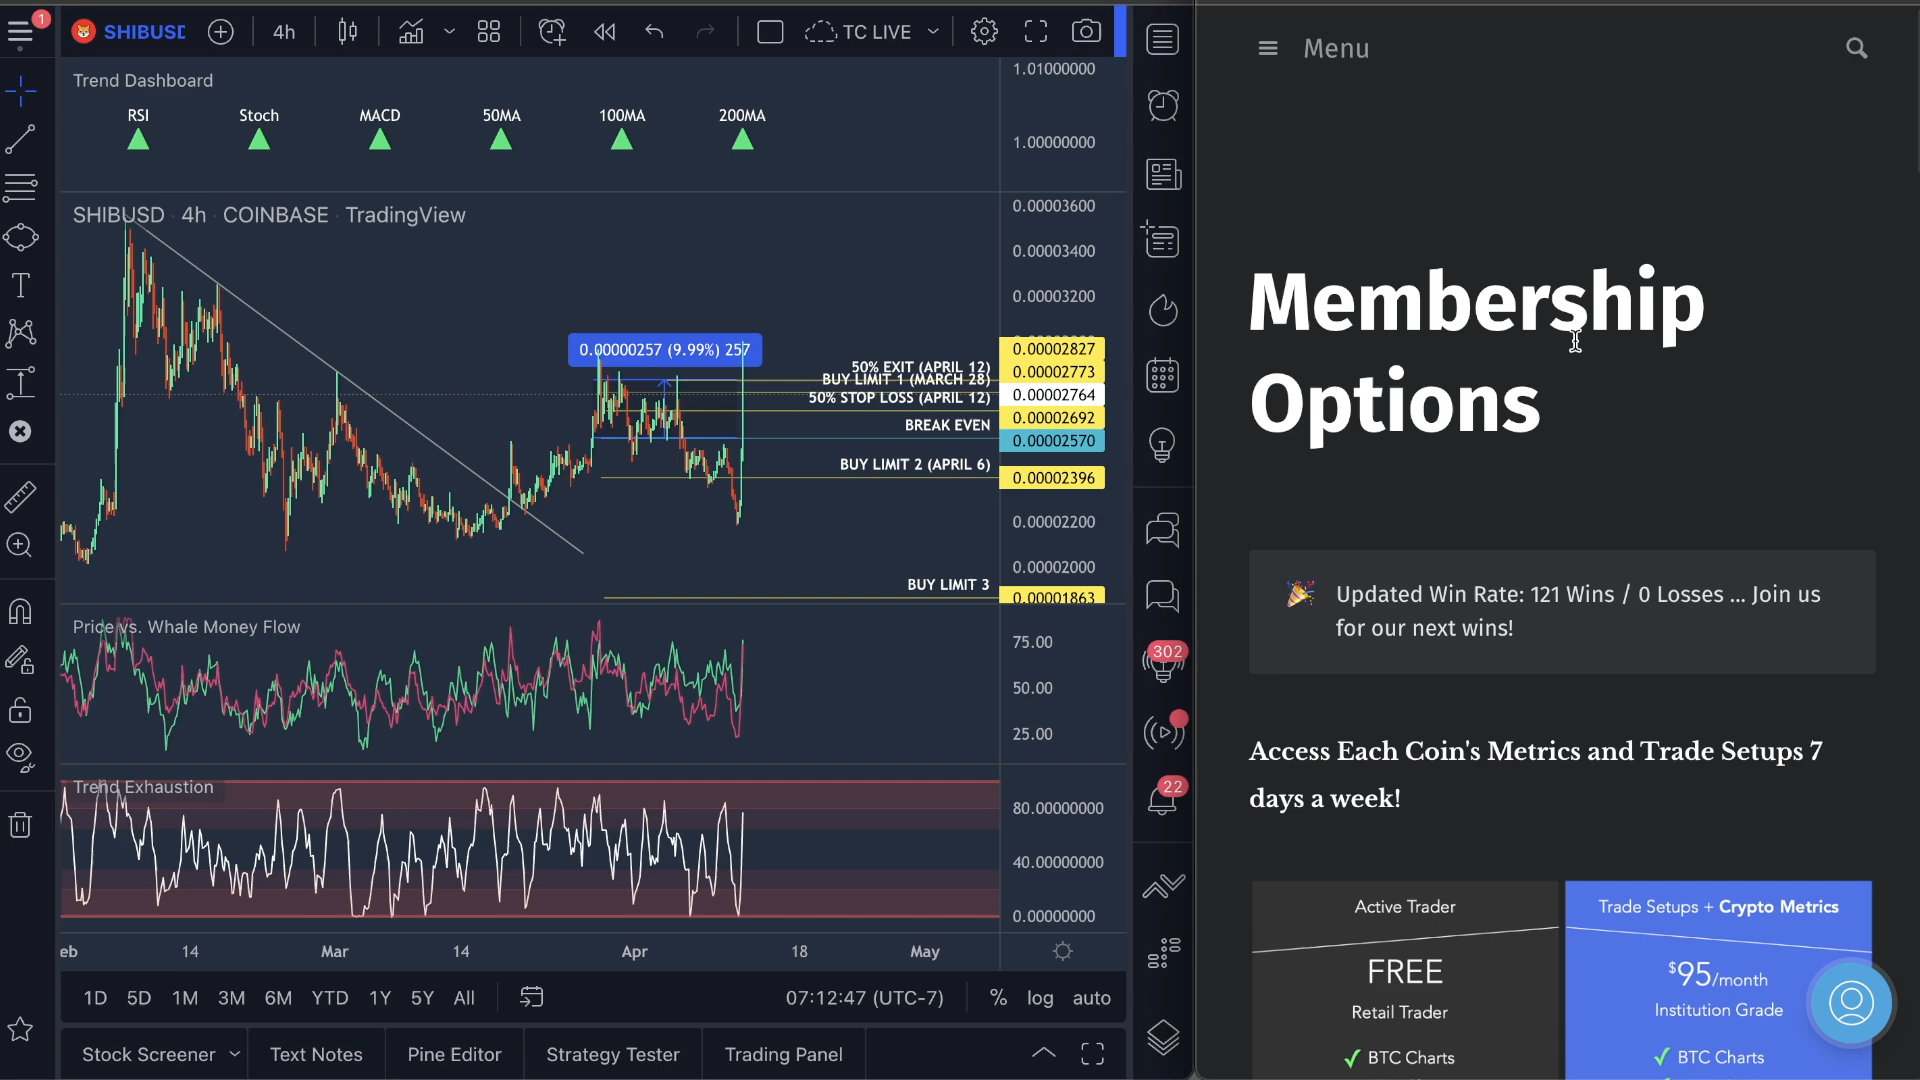 1
SHIBUSD
4h
TC LIVE
Trend Dashboard
RSI
Stoch
MACD
50MA
100MA
200MA
1.01000000
1.00000000
SHIBUSD · 4h · COINBASE · TradingView
0.00003600
0.00003400
0.00003200
0.00000257 (9.99%) 257
50% EXIT (APRIL 12)
BUY LIMIT 1 (MARCH 28)
50% STOP LOSS (APRIL 12)
BREAK EVEN
BUY LIMIT 2 (APRIL 6)
BUY LIMIT 3
0.00002827
0.00002773
0.00002764
0.00002692
0.00002570
0.00002396
0.00002200
0.00002000
0.00001863
Price vs. Whale Money Flow
75.00
50.00
25.00
Trend Exhaustion
80.00000000
40.00000000
0.00000000
eb
14
Mar
14
Apr
18
May
1D 5D 1M 3M 6M YTD 1Y 5Y All
07:12:47 (UTC-7)
% log auto
Stock Screener
Text Notes
Pine Editor
Strategy Tester
Trading Panel
302
22
Menu
Membership
Options
Updated Win Rate: 121 Wins / 0 Losses ... Join us
for our next wins!
Access Each Coin's Metrics and Trade Setups 7
days a week!
Active Trader
FREE
Retail Trader
BTC Charts
Trade Setups + Crypto Metrics
$95/month
Institution Grade
BTC Charts